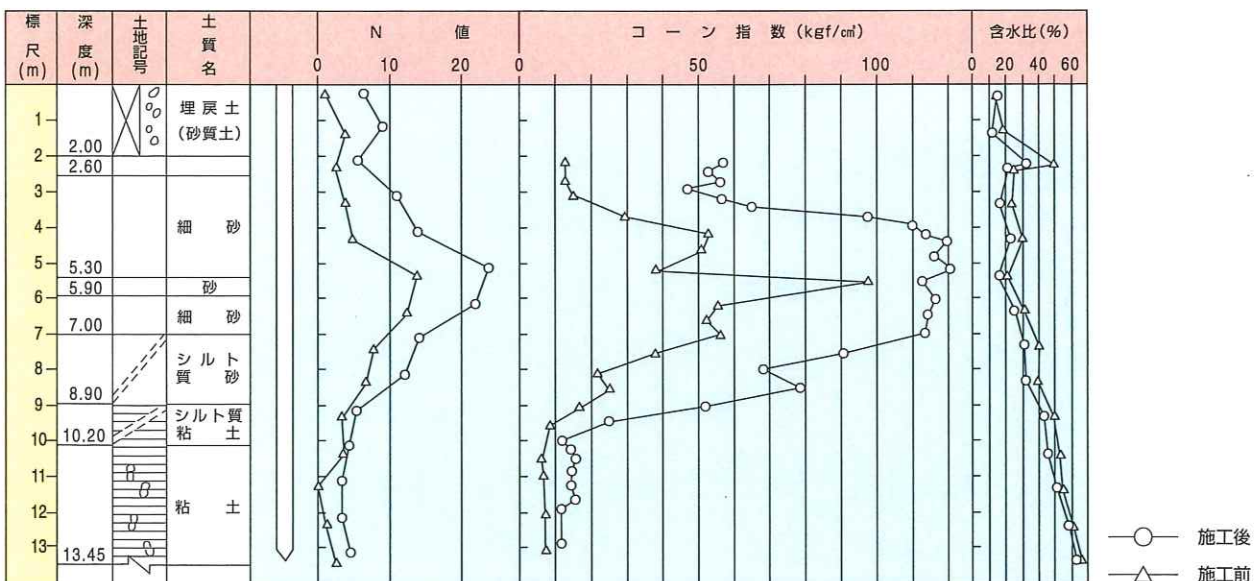 標尺(m) 深度(m) 土地記号 土質名 N 値 コーン指数(kgf/c㎡) 含水比(%)
0 10 20 0 50 100 0 10 20 40 60
1
埋戻土
(砂質土)
2.00
2
2.60
3
細砂
4
5
5.30
砂
5.90
6
細砂
7.00
7
シルト
質砂
8
8.90
9
シルト質
粘土
10.20
10
11
粘土
12
13
13.45
施工後
施工前